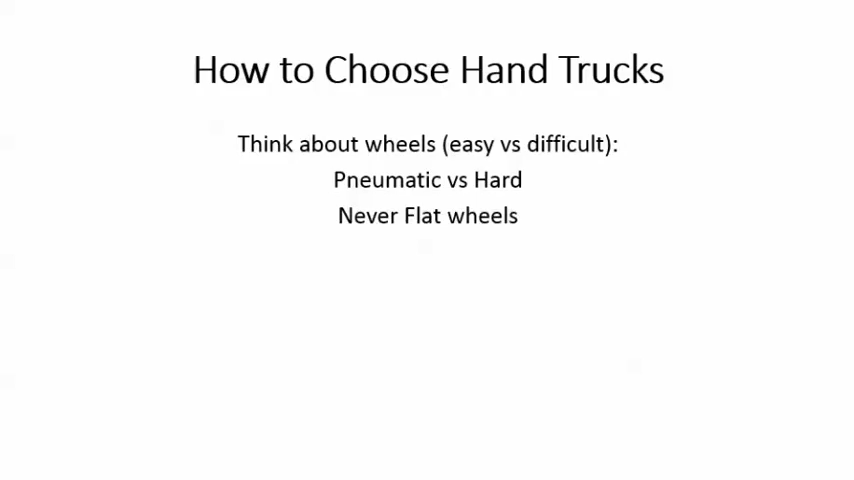 How to Choose Hand Trucks
Think about wheels (easy vs difficult):
Pneumatic vs Hard
Never Flat wheels